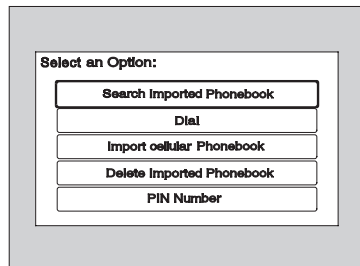 Select an Option:
Search Imported Phonebook
Dial
Import cellular Phonebook
Delete Imported Phonebook
PIN Number